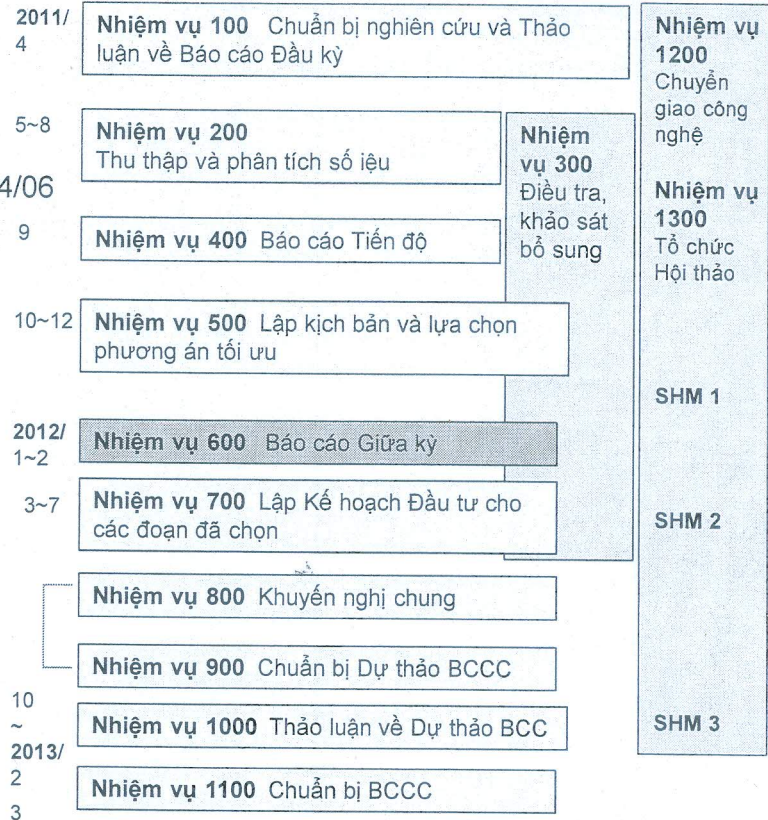 2011/
4
Nhiệm vụ 100 Chuẩn bị nghiên cứu và Thảo
luận về Báo cáo Đầu kỳ
5~8
Nhiệm vụ 200
Thu thập và phân tích số iệu
4/06
9
Nhiệm vụ 400 Báo cáo Tiến độ
10~12
Nhiệm vụ 500 Lập kịch bản và lựa chọn
phương án tối ưu
2012/
1~2
Nhiệm vụ 600 Báo cáo Giữa kỳ
3~7
Nhiệm vụ 700 Lập Kế hoạch Đầu tư cho
các đoạn đã chọn
Nhiệm vụ 800 Khuyến nghị chung
Nhiệm vụ 900 Chuẩn bị Dự thảo BCCC
10
~
2013/
2
3
Nhiệm vụ 1000 Thảo luận về Dự thảo BCC
Nhiệm vụ 1100 Chuẩn bị BCCC
Nhiệm
vụ 300
Điều tra,
khảo sát
bổ sung
Nhiệm vụ
1200
Chuyển
giao công
nghệ
Nhiệm vụ
1300
Tổ chức
Hội thảo
SHM 1
SHM 2
SHM 3